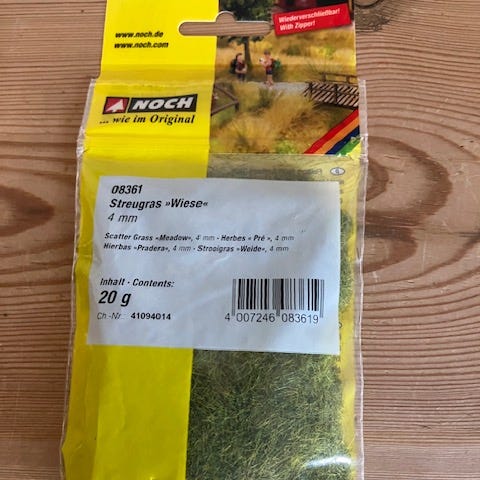 www.noch.de
www.noch.com
Wiederverschließbar!
With Zipper!
NOCH
... wie im Original
08361
Streugras »Wiese«
4 mm
Scatter Grass »Meadow«, 4 mm · Herbes « Pré », 4 mm
Hierbas »Pradera«, 4 mm · Strooigras »Weide«, 4 mm
Inhalt · Contents:
20 g
Ch.-Nr.: 41094014
4 007246 083619